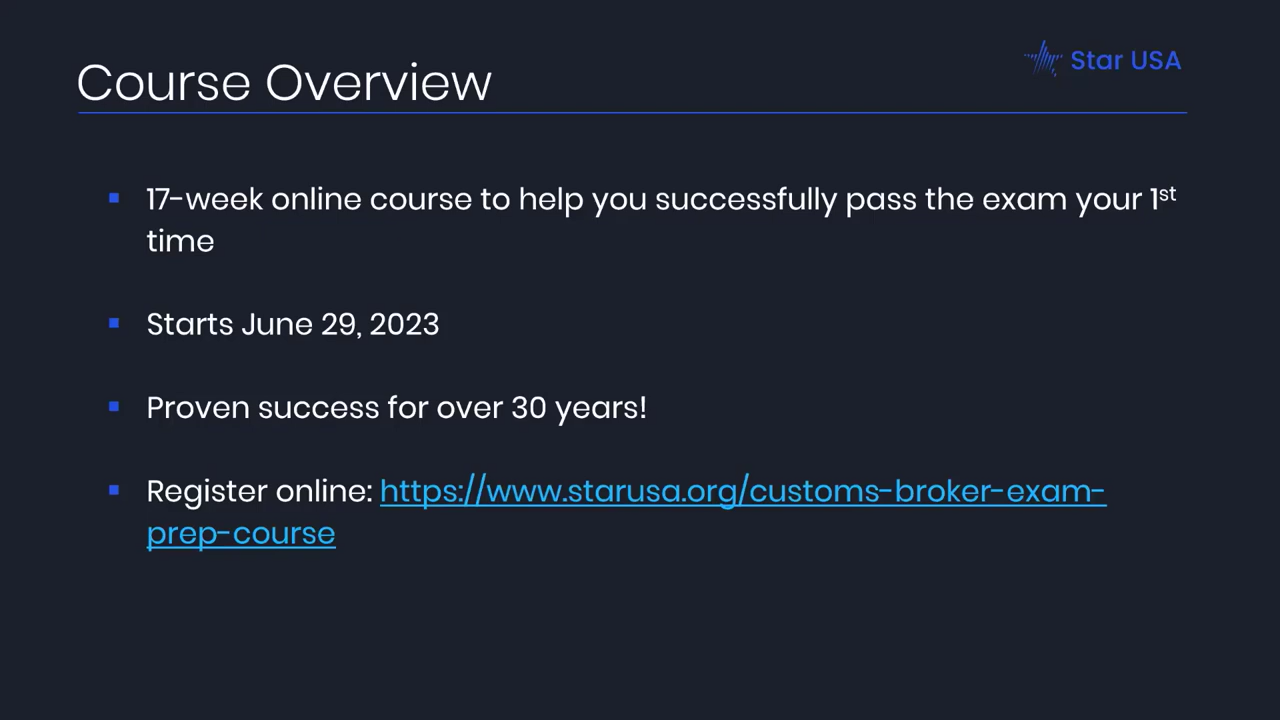 Star USA
Course Overview
17-week online course to help you successfully pass the exam your 1st
time
Starts June 29, 2023
Proven success for over 30 years!
Register online: https://www.starusa.org/customs-broker-exam-
prep-course